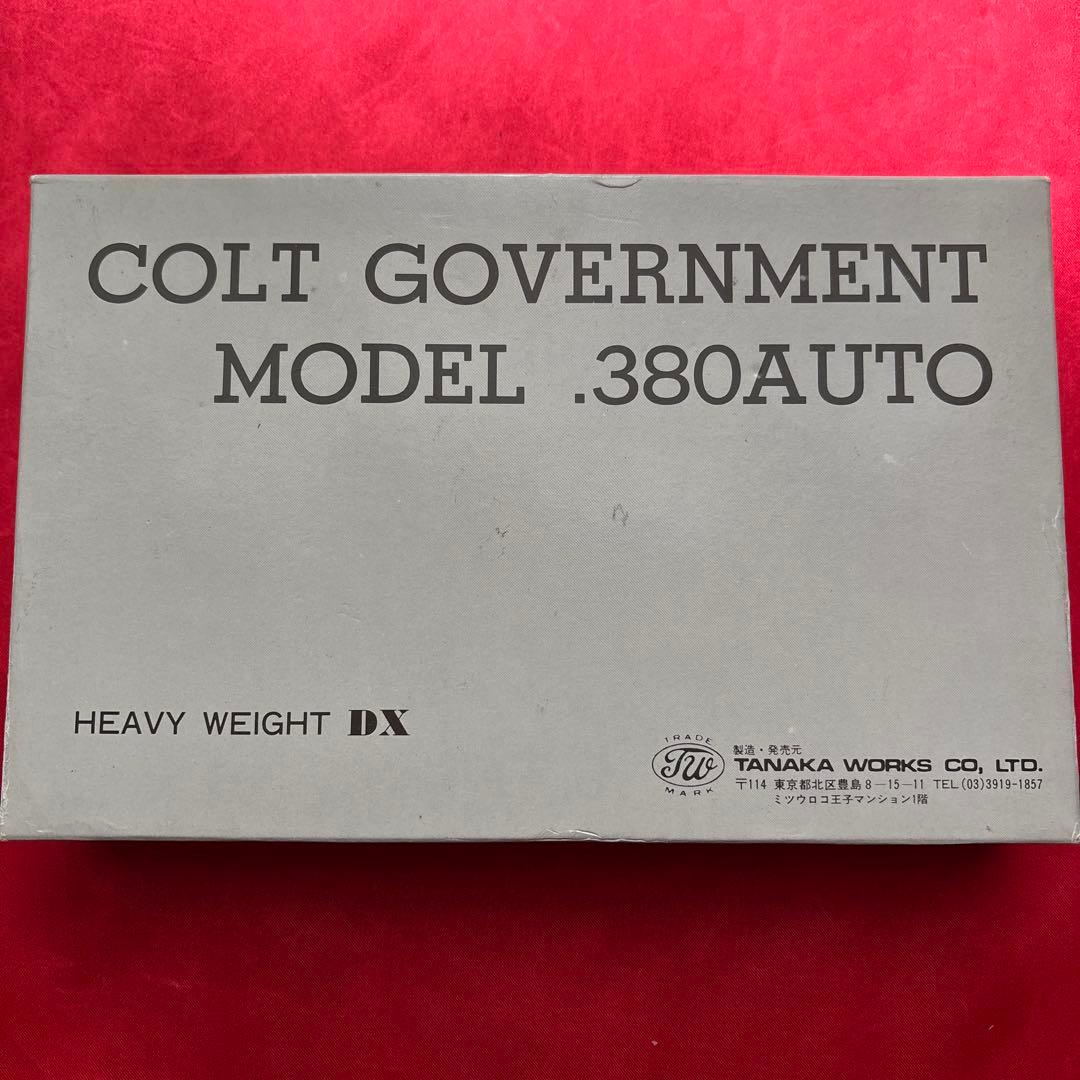 COLT GOVERNMENT
MODEL .380AUTO
HEAVY WEIGHT DX
TRADE
TW
MARK
製造・発売元
TANAKA WORKS CO, LTD.
〒114 東京都北区豊島8－15－11 TEL(03)3919-1857
ミツウロコ王子マンション1階